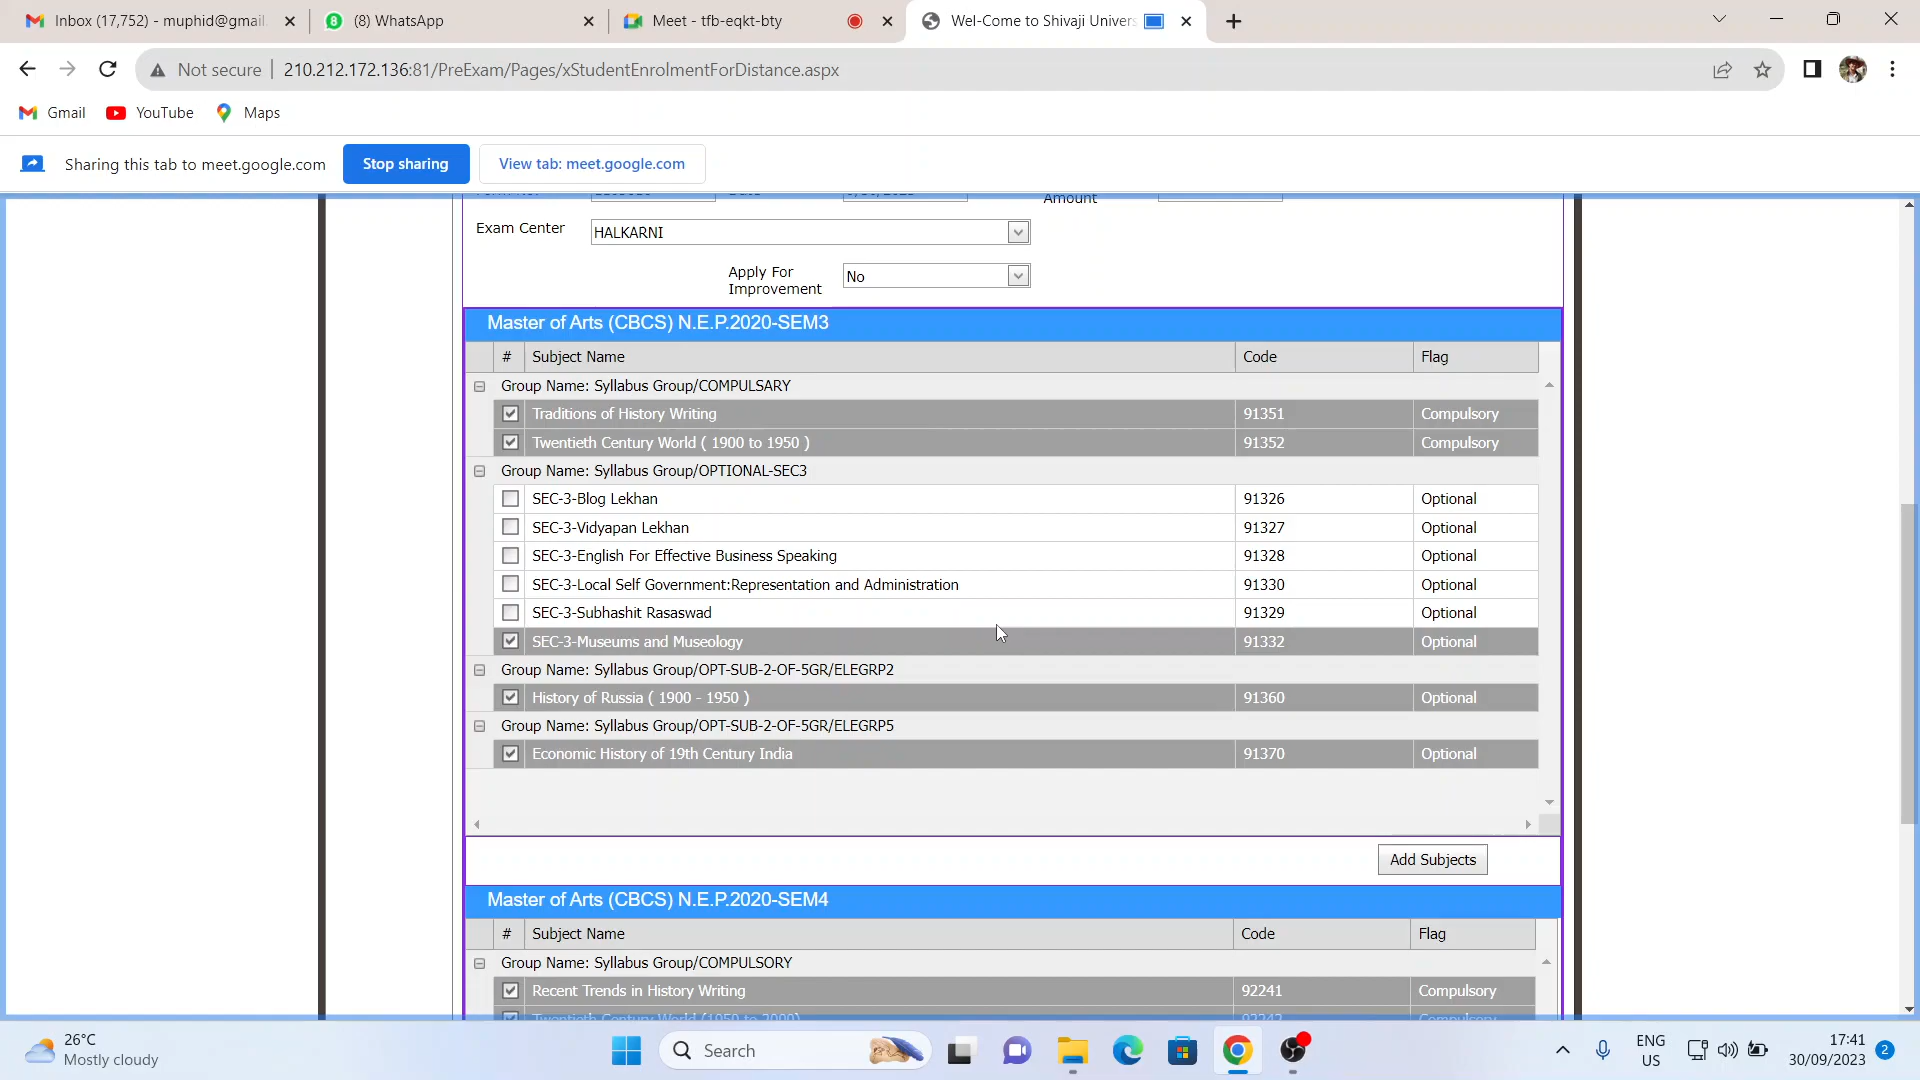 Inbox (17,752) - muphid@gmail.
(8) WhatsApp
Meet - tfb-eqkt-bty
Wel-Come to Shivaji Univers
Not secure
210.212.172.136:81/PreExam/Pages/xStudentEnrolmentForDistance.aspx
Gmail
YouTube
Maps
Sharing this tab to meet.google.com
Stop sharing
View tab: meet.google.com
Amount
Exam Center
HALKARNI
Apply For
Improvement
No
Master of Arts (CBCS) N.E.P.2020-SEM3
# Subject Name Code Flag
Group Name: Syllabus Group/COMPULSARY
Traditions of History Writing 91351 Compulsory
Twentieth Century World ( 1900 to 1950 ) 91352 Compulsory
Group Name: Syllabus Group/OPTIONAL-SEC3
SEC-3-Blog Lekhan 91326 Optional
SEC-3-Vidyapan Lekhan 91327 Optional
SEC-3-English For Effective Business Speaking 91328 Optional
SEC-3-Local Self Government:Representation and Administration 91330 Optional
SEC-3-Subhashit Rasaswad 91329 Optional
SEC-3-Museums and Museology 91332 Optional
Group Name: Syllabus Group/OPT-SUB-2-OF-5GR/ELEGRP2
History of Russia ( 1900 - 1950 ) 91360 Optional
Group Name: Syllabus Group/OPT-SUB-2-OF-5GR/ELEGRP5
Economic History of 19th Century India 91370 Optional
Add Subjects
Master of Arts (CBCS) N.E.P.2020-SEM4
# Subject Name Code Flag
Group Name: Syllabus Group/COMPULSORY
Recent Trends in History Writing 92241 Compulsory
Twentieth Century World (1950 to 2000) 92242 Compulsory
26°C
Mostly cloudy
Search
ENG
US
17:41
30/09/2023
2